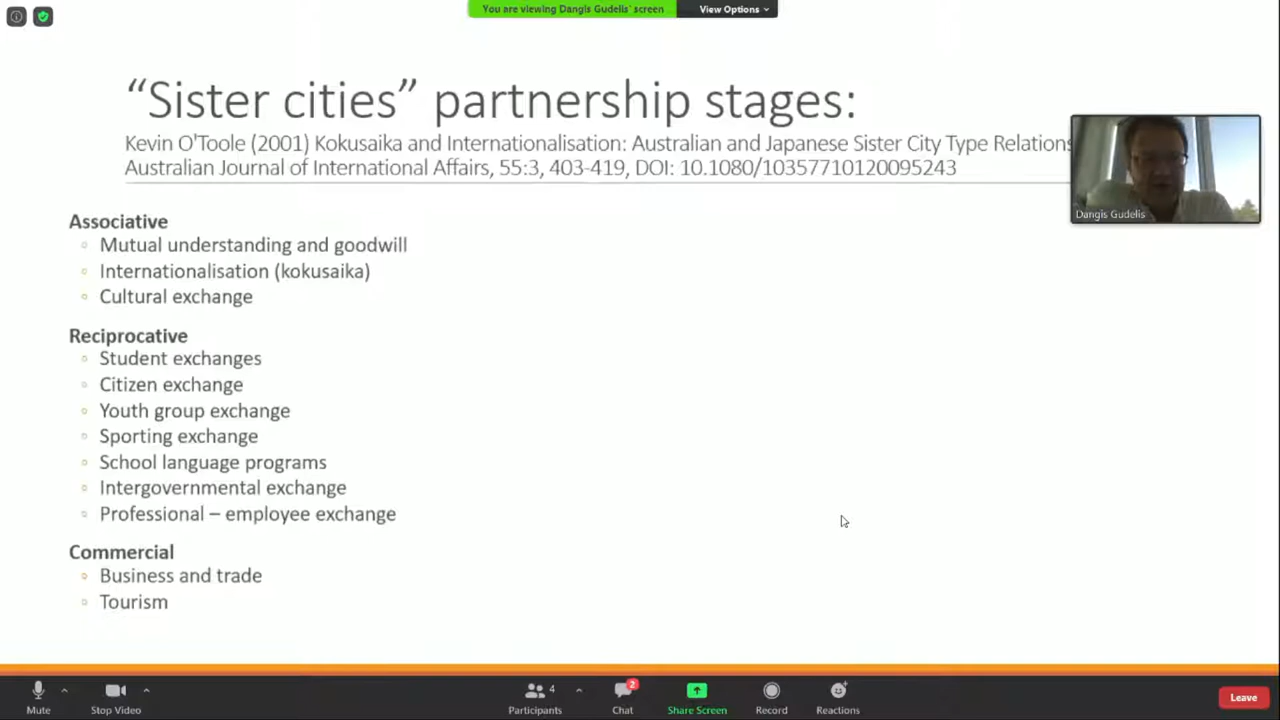 You are viewing Dangis Gudelis' screen
View Options
“Sister cities” partnership stages:
Kevin O'Toole (2001) Kokusaika and Internationalisation: Australian and Japanese Sister City Type Relations
Australian Journal of International Affairs, 55:3, 403-419, DOI: 10.1080/10357710120095243
Dangis Gudelis
Associative
Mutual understanding and goodwill
Internationalisation (kokusaika)
Cultural exchange
Reciprocative
Student exchanges
Citizen exchange
Youth group exchange
Sporting exchange
School language programs
Intergovernmental exchange
Professional – employee exchange
Commercial
Business and trade
Tourism
Mute
Stop Video
4
Participants
2
Chat
Share Screen
Record
Reactions
Leave